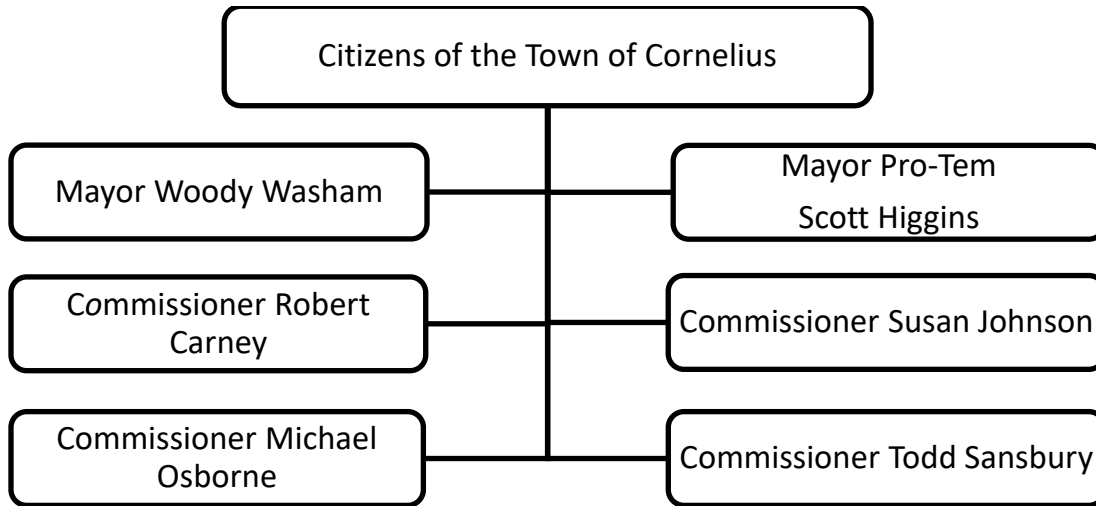 Citizens of the Town of Cornelius
Mayor Woody Washam
Mayor Pro-Tem
Scott Higgins
Commissioner Robert
Carney
Commissioner Susan Johnson
Commissioner Michael
Osborne
Commissioner Todd Sansbury